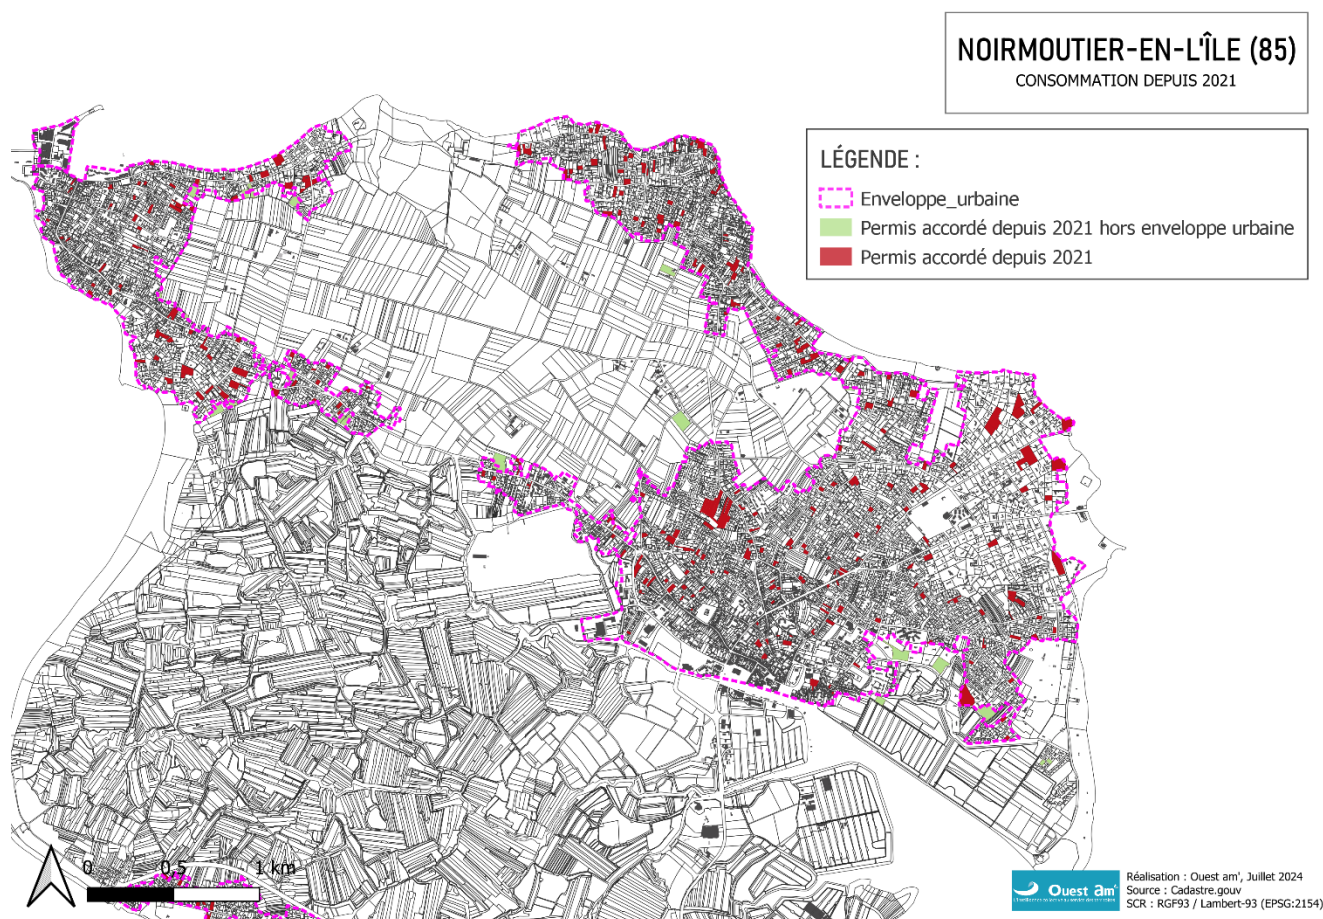 NOIRMOUTIER-EN-L'ÎLE (85)
CONSOMMATION DEPUIS 2021
LÉGENDE :
Enveloppe_urbaine
Permis accordé depuis 2021 hors enveloppe urbaine
Permis accordé depuis 2021
0 0,5 1 km
Ouest am'
Réalisation : Ouest am', Juillet 2024
Source : Cadastre.gouv
SCR : RGF93 / Lambert-93 (EPSG:2154)